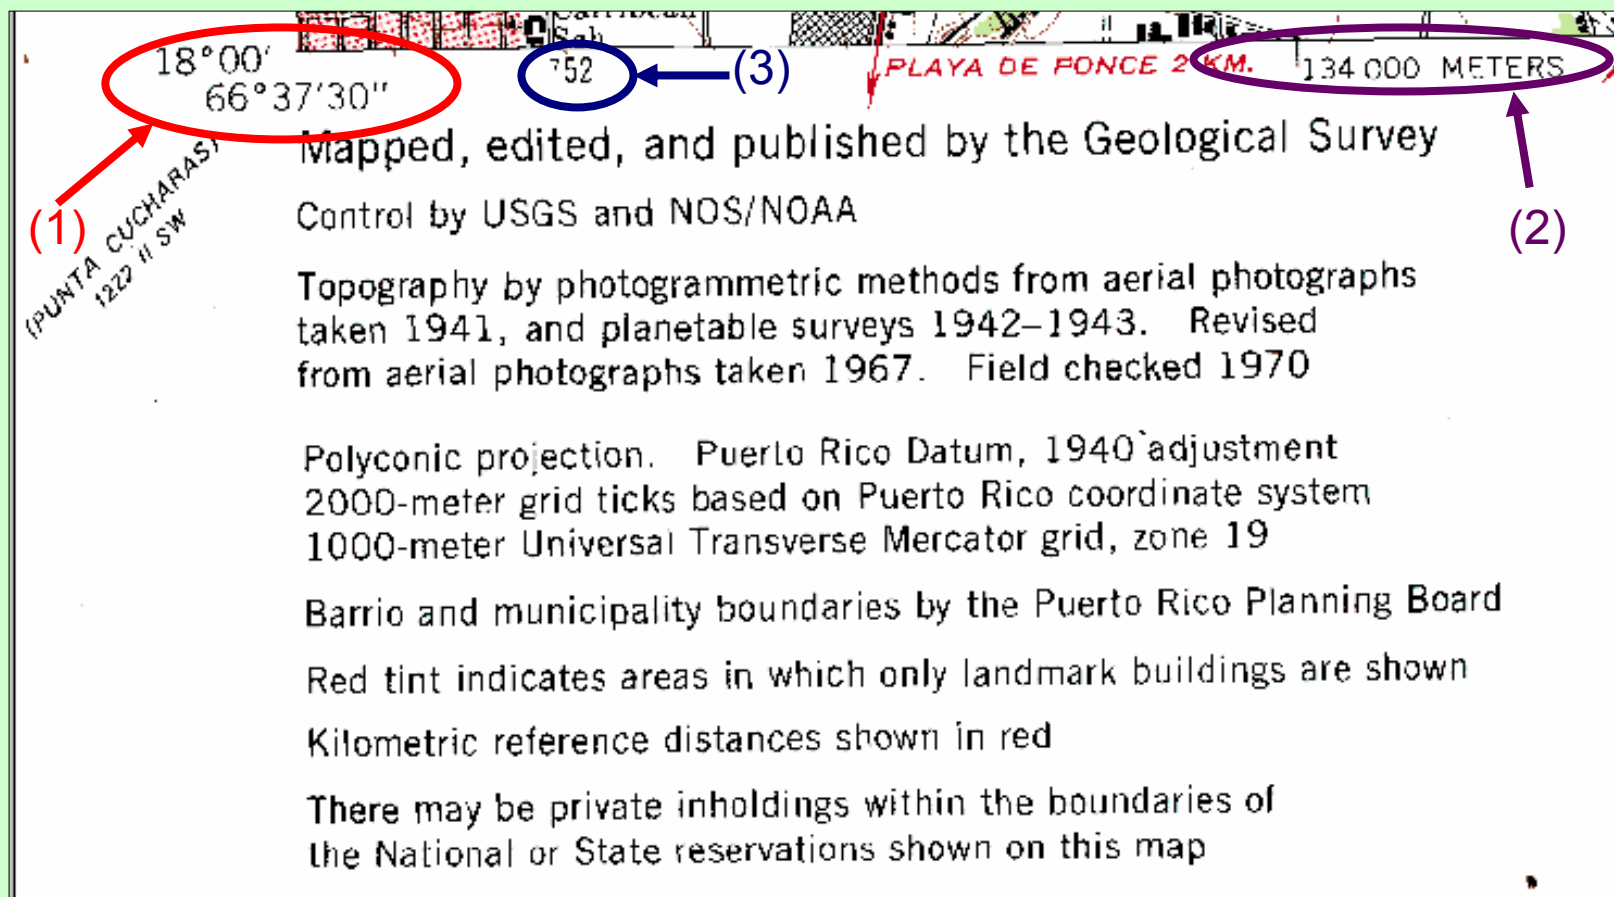 18°00'
66°37'30"
752
(3)
PLAYA DE PONCE 2 KM.
134 000 METERS
(1)
(2)
(PUNTA CUCHARAS)
1222 II SW
Mapped, edited, and published by the Geological Survey
Control by USGS and NOS/NOAA
Topography by photogrammetric methods from aerial photographs
taken 1941, and planetable surveys 1942–1943. Revised
from aerial photographs taken 1967. Field checked 1970
Polyconic projection. Puerto Rico Datum, 1940 adjustment
2000-meter grid ticks based on Puerto Rico coordinate system
1000-meter Universal Transverse Mercator grid, zone 19
Barrio and municipality boundaries by the Puerto Rico Planning Board
Red tint indicates areas in which only landmark buildings are shown
Kilometric reference distances shown in red
There may be private inholdings within the boundaries of
the National or State reservations shown on this map